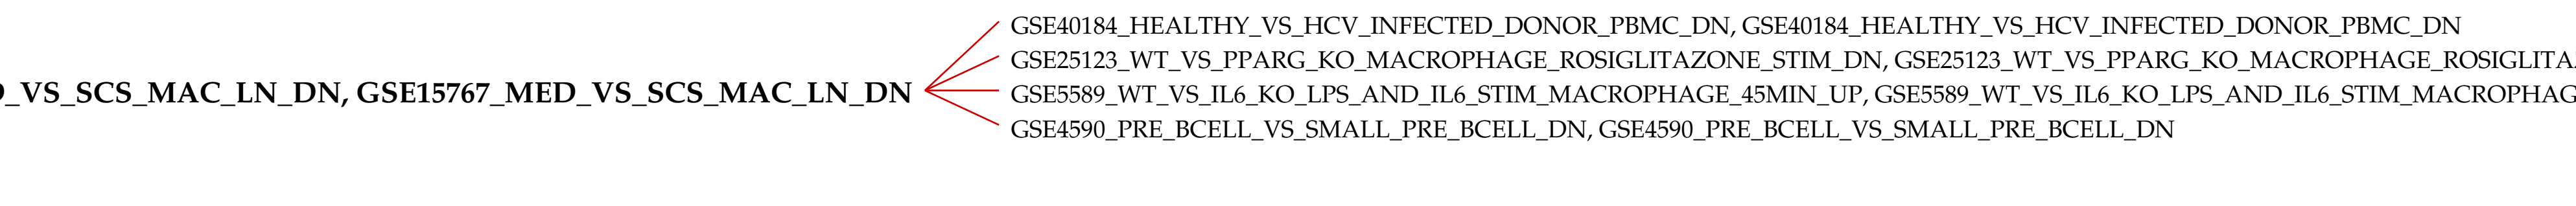 GSE40184_HEALTHY_VS_HCV_INFECTED_DONOR_PBMC_DN, GSE40184_HEALTHY_VS_HCV_INFECTED_DONOR_PBMC_DN
GSE25123_WT_VS_PPARG_KO_MACROPHAGE_ROSIGLITAZONE_STIM_DN, GSE25123_WT_VS_PPARG_KO_MACROPHAGE_ROSIGLITA
_VS_SCS_MAC_LN_DN, GSE15767_MED_VS_SCS_MAC_LN_DN
GSE5589_WT_VS_IL6_KO_LPS_AND_IL6_STIM_MACROPHAGE_45MIN_UP, GSE5589_WT_VS_IL6_KO_LPS_AND_IL6_STIM_MACROPHAG
GSE4590_PRE_BCELL_VS_SMALL_PRE_BCELL_DN, GSE4590_PRE_BCELL_VS_SMALL_PRE_BCELL_DN